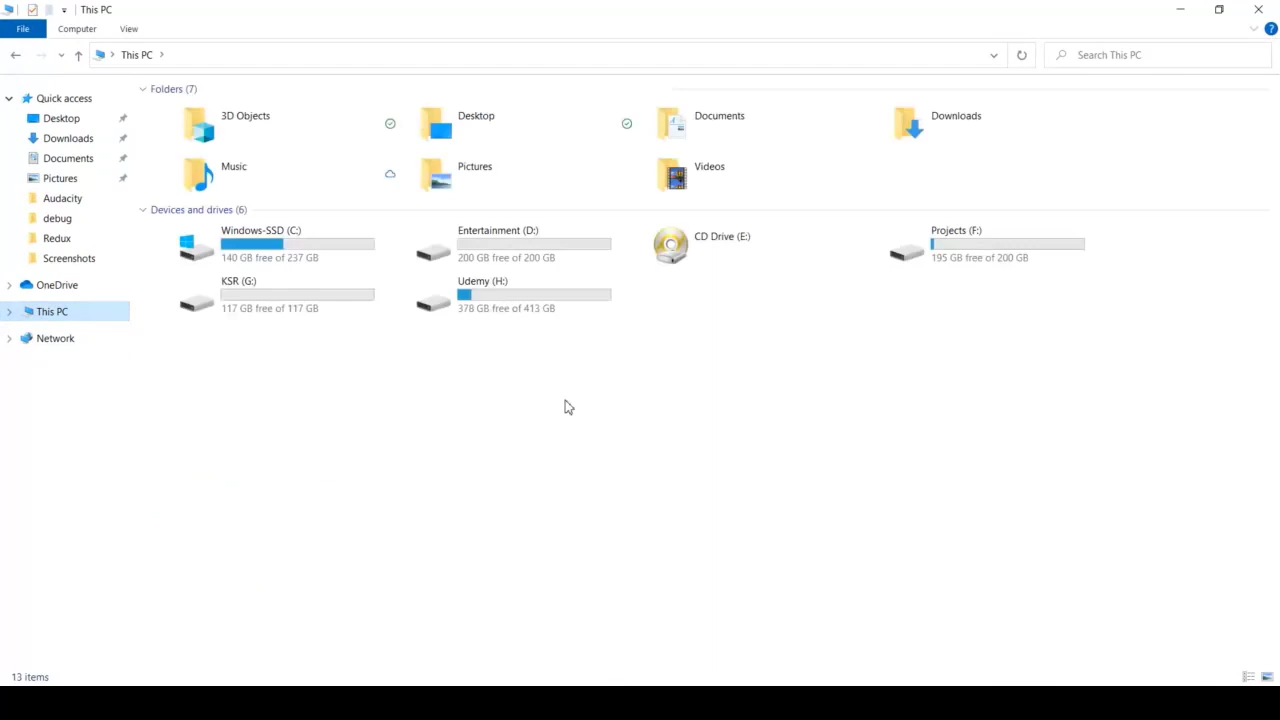 This PC
File Computer View
This PC
Search This PC
Quick access
Desktop
Downloads
Documents
Pictures
Audacity
debug
Redux
Screenshots
OneDrive
This PC
Network
Folders (7)
3D Objects
Desktop
Documents
Downloads
Music
Pictures
Videos
Devices and drives (6)
Windows-SSD (C:)
140 GB free of 237 GB
Entertainment (D:)
200 GB free of 200 GB
CD Drive (E:)
Projects (F:)
195 GB free of 200 GB
KSR (G:)
117 GB free of 117 GB
Udemy (H:)
378 GB free of 413 GB
13 items